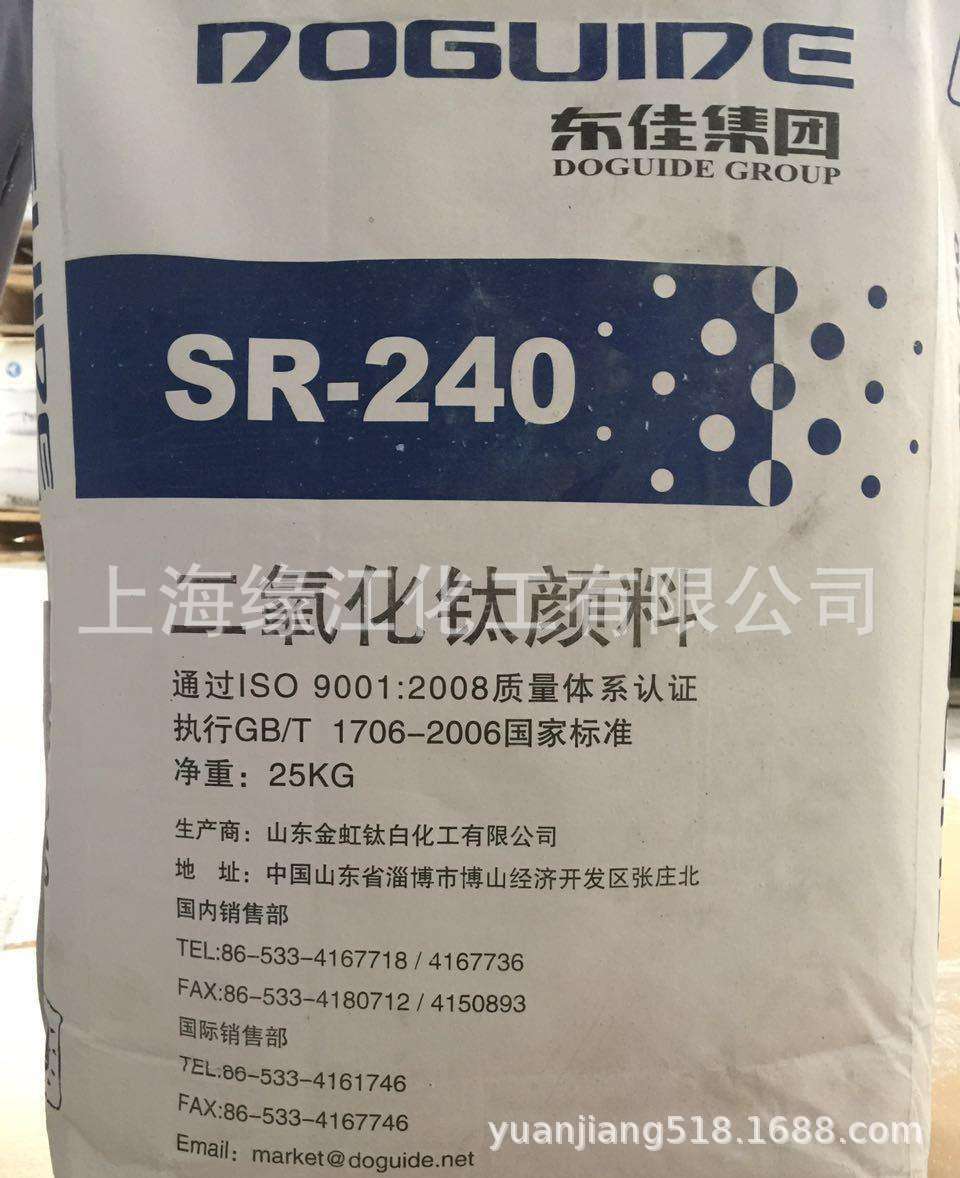 DOGUIDE
东佳集团
DOGUIDE GROUP
SR-240
上海缘江化工有限公司
二氧化钛颜料
通过ISO 9001:2008质量体系认证
执行GB/T 1706-2006国家标准
净重：25KG
生产商：山东金虹钛白化工有限公司
地 址：中国山东省淄博市博山经济开发区张庄北
国内销售部
TEL:86-533-4167718 / 4167736
FAX:86-533-4180712 / 4150893
国际销售部
TEL:86-533-4161746
FAX:86-533-4167746
Email：market@doguide.net
yuanjiang518.1688.com